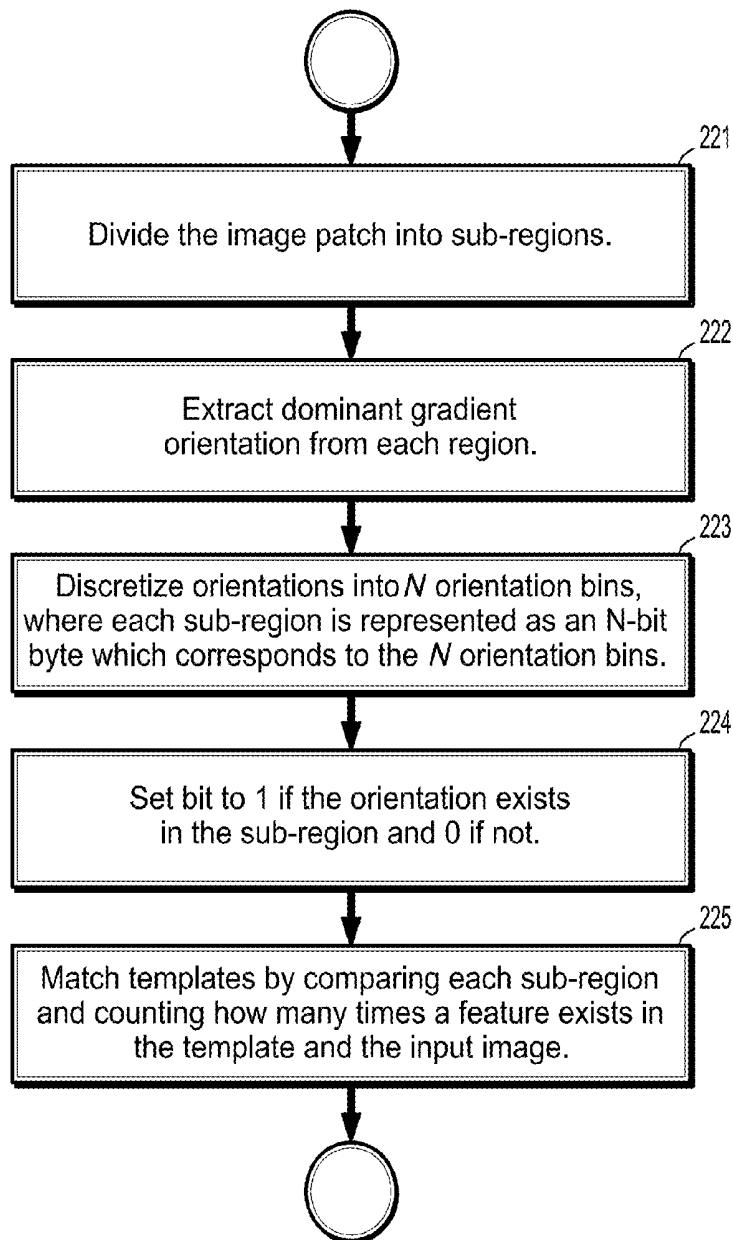 221
Divide the image patch into sub-regions.
222
Extract dominant gradient
orientation from each region.
223
Discretize orientations into N orientation bins,
where each sub-region is represented as an N-bit
byte which corresponds to the N orientation bins.
224
Set bit to 1 if the orientation exists
in the sub-region and 0 if not.
225
Match templates by comparing each sub-region
and counting how many times a feature exists in
the template and the input image.